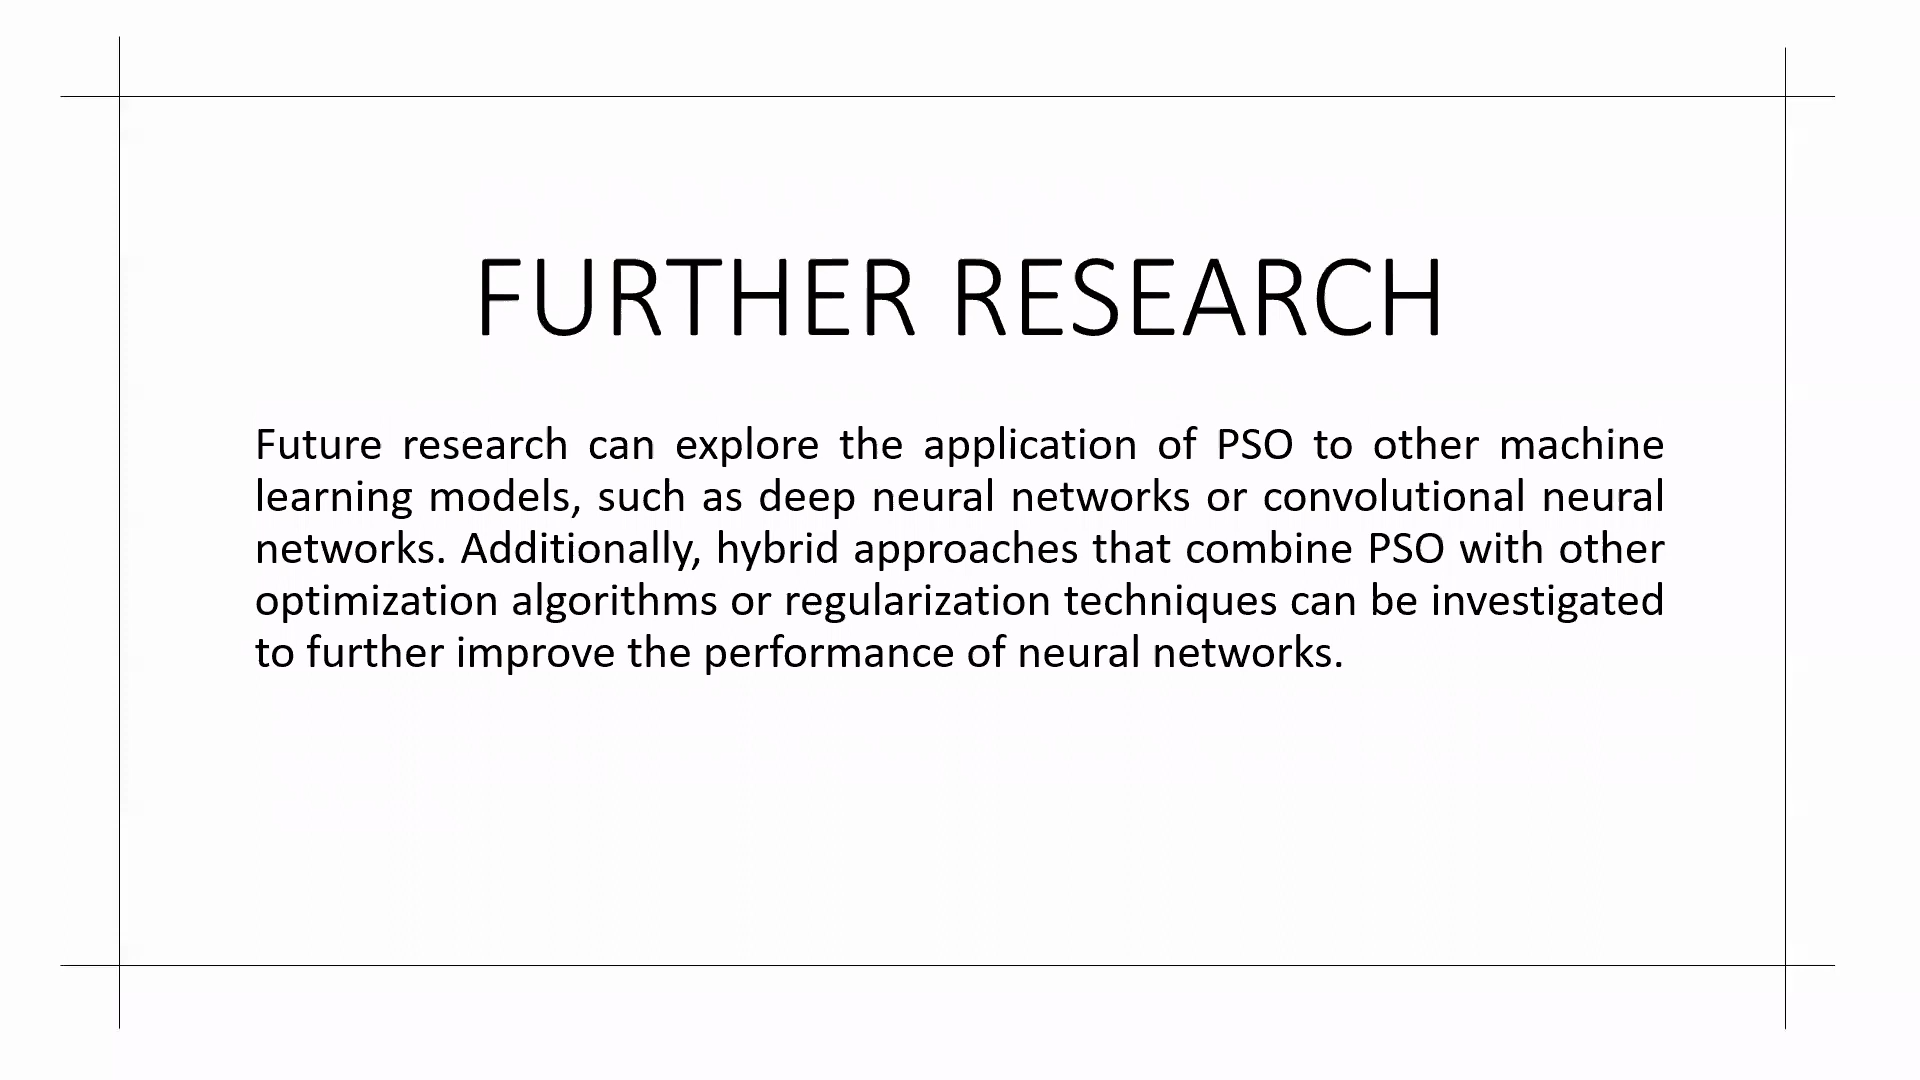 FURTHER RESEARCH
Future research can explore the application of PSO to other machine
learning models, such as deep neural networks or convolutional neural
networks. Additionally, hybrid approaches that combine PSO with other
optimization algorithms or regularization techniques can be investigated
to further improve the performance of neural networks.